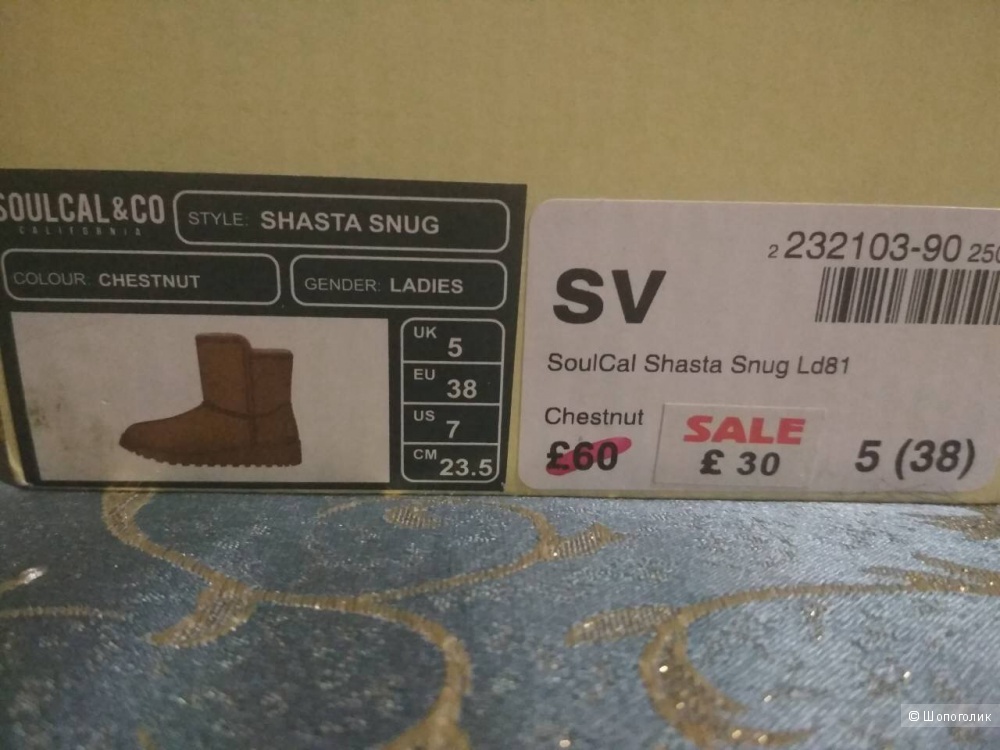 SOULCAL&CO
CALIFORNIA
STYLE: SHASTA SNUG
COLOUR: CHESTNUT
GENDER: LADIES
UK 5
EU 38
US 7
CM 23.5
2 232103-90 250
SV
SoulCal Shasta Snug Ld81
Chestnut
£60
SALE
£ 30
5 (38)
© Шопоголик